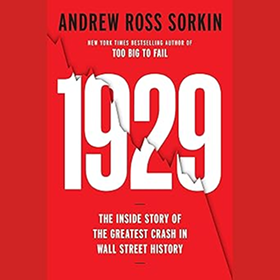 ANDREW ROSS SORKIN
NEW YORK TIMES BESTSELLING AUTHOR OF
TOO BIG TO FAIL
1929
THE INSIDE STORY OF
THE GREATEST CRASH IN
WALL STREET HISTORY